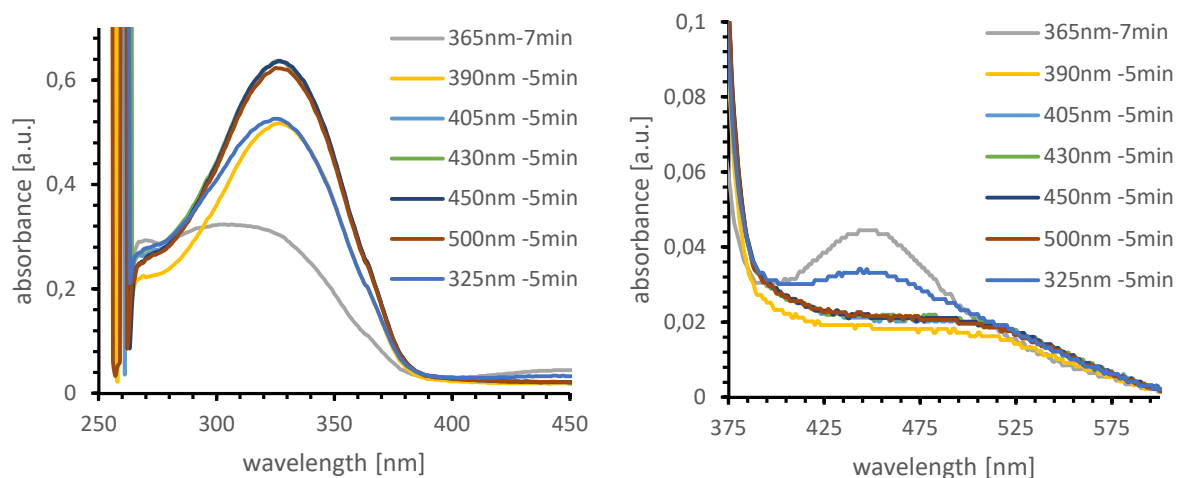 absorbance [a.u.]
0,6
0,4
0,2
0
250
300
350
400
450
wavelength [nm]
365nm-7min
390nm -5min
405nm -5min
430nm -5min
450nm -5min
500nm -5min
325nm -5min
absorbance [a.u.]
0,1
0,08
0,06
0,04
0,02
0
375
425
475
525
575
wavelength [nm]
365nm-7min
390nm -5min
405nm -5min
430nm -5min
450nm -5min
500nm -5min
325nm -5min